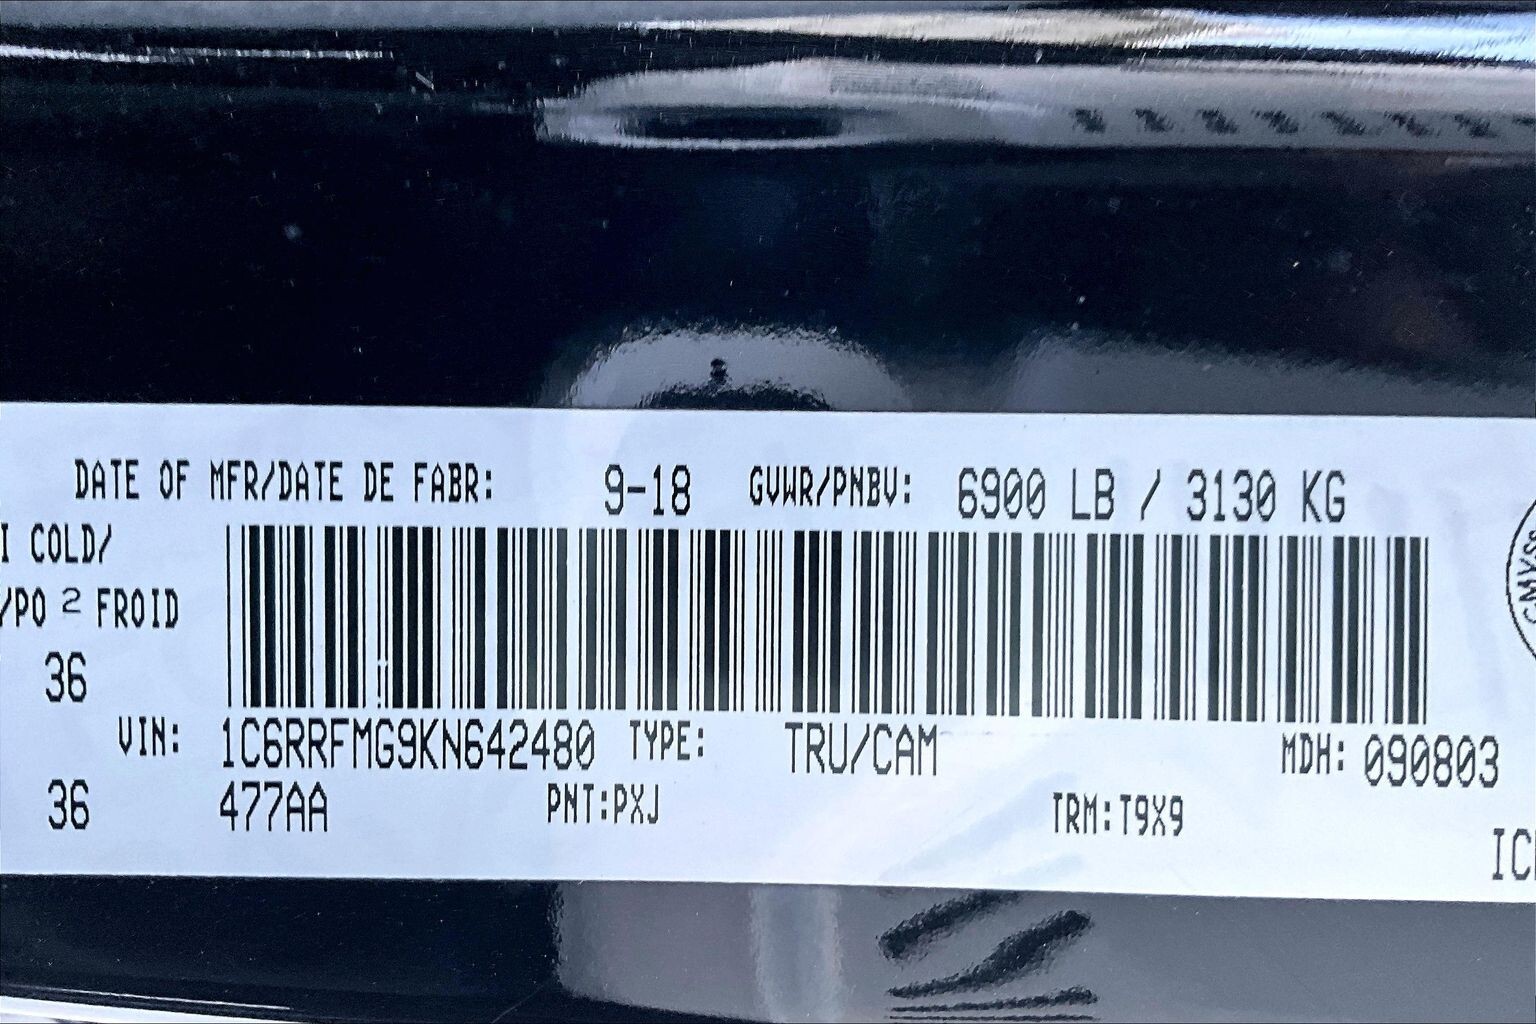 DATE OF MFR/DATE DE FABR: 9-18 GVWR/PNBV: 6900 LB / 3130 KG
I COLD/
/PO 2 FROID
36
VIN: 1C6RRFMG9KN642480 TYPE: TRU/CAM MDH: 090803
36 477AA PNT:PXJ TRM:T9X9